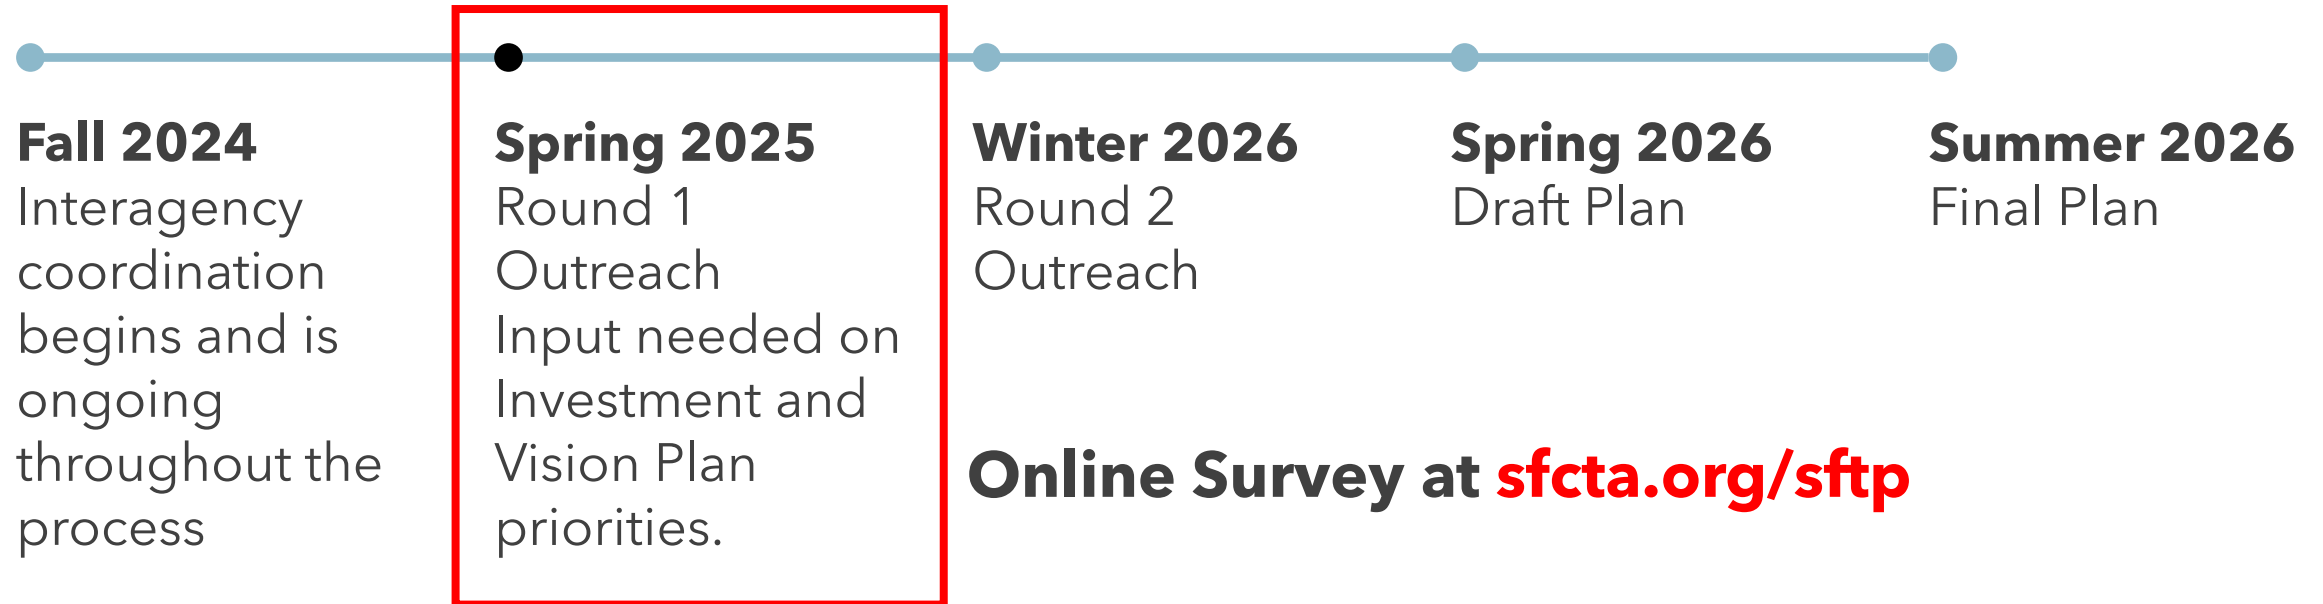 Fall 2024
Interagency
coordination
begins and is
ongoing
throughout the
process
Spring 2025
Round 1
Outreach
Input needed on
Investment and
Vision Plan
priorities.
Winter 2026
Round 2
Outreach
Spring 2026
Draft Plan
Summer 2026
Final Plan
Online Survey at sfcta.org/sftp